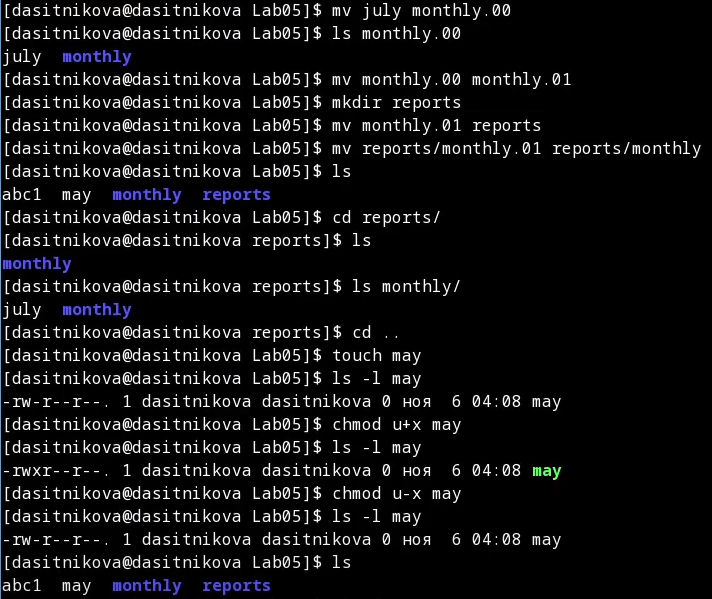 [dasitnikova@dasitnikova Lab05]$ mv july monthly.00
[dasitnikova@dasitnikova Lab05]$ ls monthly.00
july  monthly
[dasitnikova@dasitnikova Lab05]$ mv monthly.00 monthly.01
[dasitnikova@dasitnikova Lab05]$ mkdir reports
[dasitnikova@dasitnikova Lab05]$ mv monthly.01 reports
[dasitnikova@dasitnikova Lab05]$ mv reports/monthly.01 reports/monthly
[dasitnikova@dasitnikova Lab05]$ ls
abc1  may  monthly  reports
[dasitnikova@dasitnikova Lab05]$ cd reports/
[dasitnikova@dasitnikova reports]$ ls
monthly
[dasitnikova@dasitnikova reports]$ ls monthly/
july  monthly
[dasitnikova@dasitnikova reports]$ cd ..
[dasitnikova@dasitnikova Lab05]$ touch may
[dasitnikova@dasitnikova Lab05]$ ls -l may
-rw-r--r--. 1 dasitnikova dasitnikova 0 ноя  6 04:08 may
[dasitnikova@dasitnikova Lab05]$ chmod u+x may
[dasitnikova@dasitnikova Lab05]$ ls -l may
-rwxr--r--. 1 dasitnikova dasitnikova 0 ноя  6 04:08 may
[dasitnikova@dasitnikova Lab05]$ chmod u-x may
[dasitnikova@dasitnikova Lab05]$ ls -l may
-rw-r--r--. 1 dasitnikova dasitnikova 0 ноя  6 04:08 may
[dasitnikova@dasitnikova Lab05]$ ls
abc1  may  monthly  reports